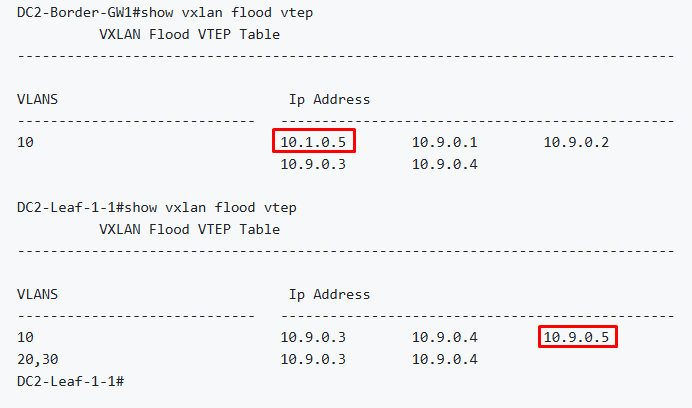 DC2-Border-GW1#show vxlan flood vtep
VXLAN Flood VTEP Table
--------------------------------------------------------------------------------
VLANS Ip Address
----------------------------- ------------------------------------------------
10 10.1.0.5 10.9.0.1 10.9.0.2
10.9.0.3 10.9.0.4
DC2-Leaf-1-1#show vxlan flood vtep
VXLAN Flood VTEP Table
--------------------------------------------------------------------------------
VLANS Ip Address
----------------------------- ------------------------------------------------
10 10.9.0.3 10.9.0.4 10.9.0.5
20,30 10.9.0.3 10.9.0.4
DC2-Leaf-1-1#